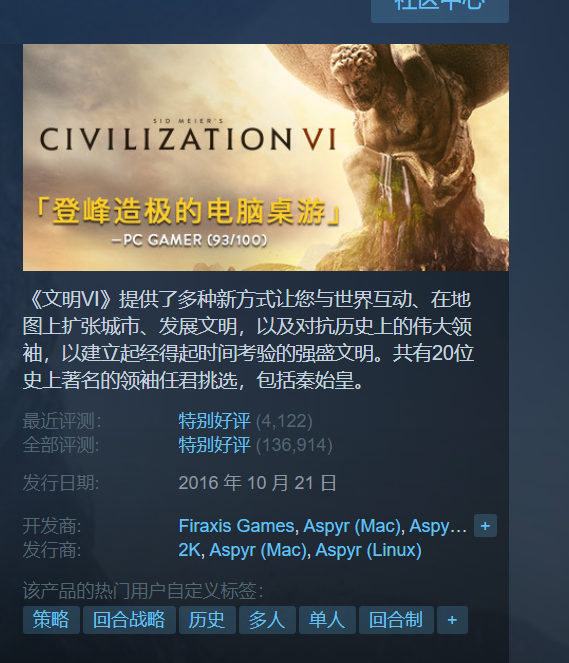 社区中心
SID MEIER'S
CIVILIZATION VI
「登峰造极的电脑桌游」
—PC GAMER (93/100)
《文明VI》提供了多种新方式让您与世界互动、在地
图上扩张城市、发展文明，以及对抗历史上的伟大领
袖，以建立起经得起时间考验的强盛文明。共有20位
史上著名的领袖任君挑选，包括秦始皇。
最近评测： 特别好评 (4,122)
全部评测: 特别好评 (136,914)
发行日期: 2016 年 10 月 21 日
开发商: Firaxis Games, Aspyr (Mac), Aspy… +
发行商: 2K, Aspyr (Mac), Aspyr (Linux)
该产品的热门用户自定义标签：
策略 回合战略 历史 多人 单人 回合制 +